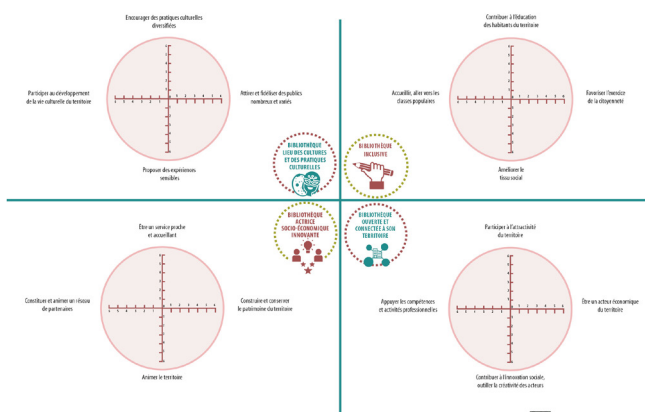 Encourager des pratiques culturelles
diversifiées
Participer au développement
de la vie culturelle du territoire
Attirer et fidéliser des publics
nombreux et variés
Proposer des expériences
sensibles
BIBLIOTHÈQUE
LIEU DES CULTURES
ET DES PRATIQUES
CULTURELLES
Contribuer à l'éducation
des habitants du territoire
Accueillir, aller vers les
classes populaires
Favoriser l'exercice
de la citoyenneté
Améliorer le
tissu social
BIBLIOTHÈQUE
INCLUSIVE
Être un service proche
et accueillant
Constituer et animer un réseau
de partenaires
Construire et conserver
le patrimoine du territoire
Animer le territoire
BIBLIOTHÈQUE
ACTRICE
SOCIO-ÉCONOMIQUE
INNOVANTE
BIBLIOTHÈQUE
OUVERTE ET
CONNECTÉE À SON
TERRITOIRE
Participer à l'attractivité
du territoire
Appuyer les compétences
et activités professionnelles
Être un acteur économique
du territoire
Contribuer à l'innovation sociale,
outiller la créativité des acteurs